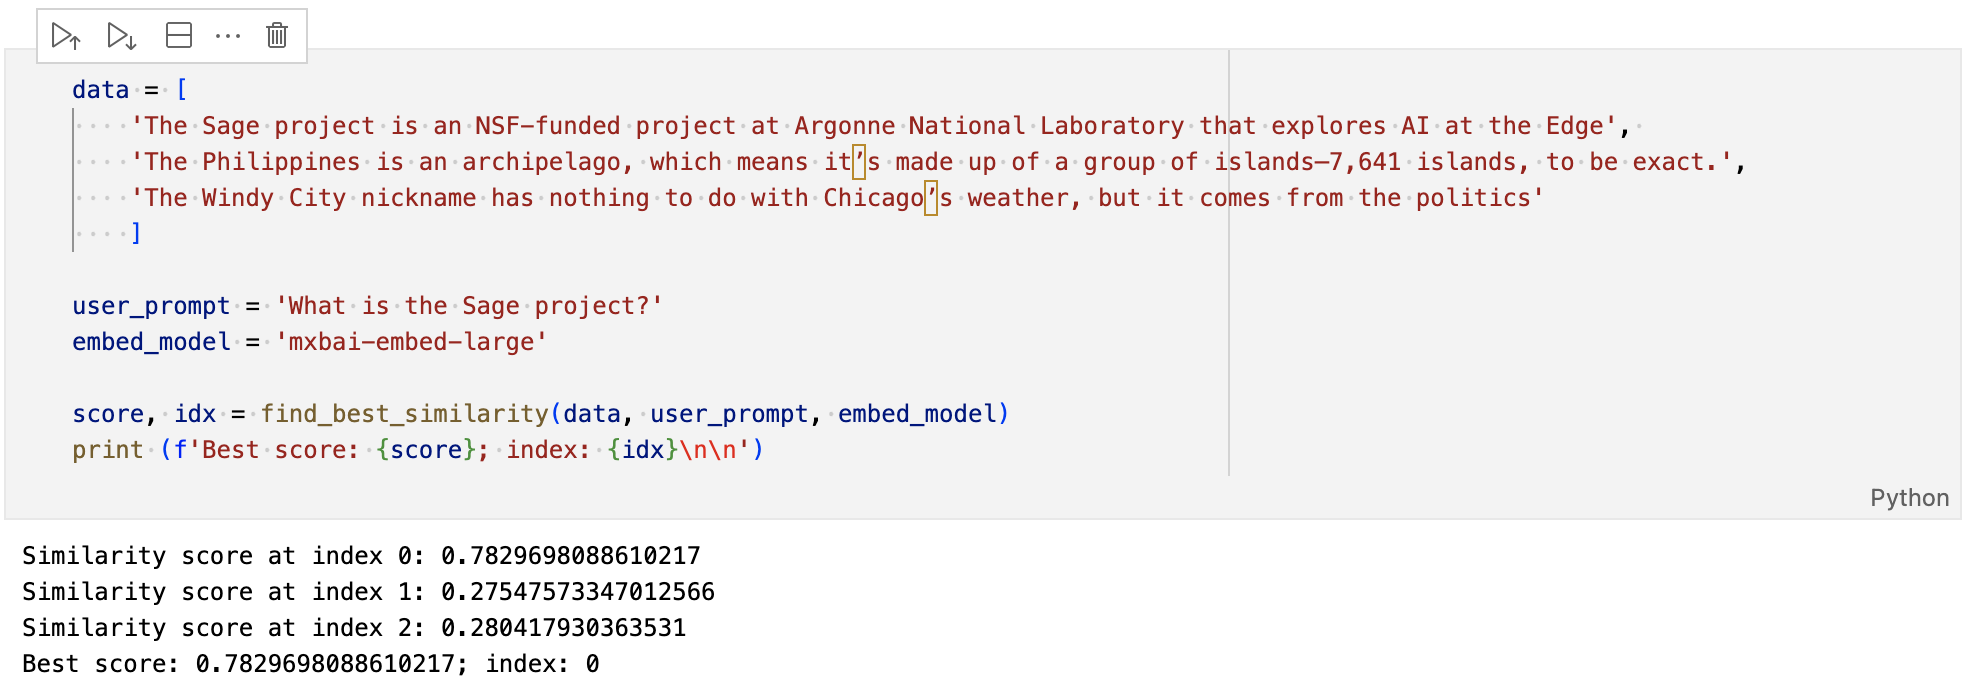 data = [
    'The Sage project is an NSF-funded project at Argonne National Laboratory that explores AI at the Edge',
    'The Philippines is an archipelago, which means it’s made up of a group of islands—7,641 islands, to be exact.',
    'The Windy City nickname has nothing to do with Chicago’s weather, but it comes from the politics'
    ]
user_prompt = 'What is the Sage project?'
embed_model = 'mxbai-embed-large'
score, idx = find_best_similarity(data, user_prompt, embed_model)
print (f'Best score: {score}; index: {idx}\n\n')
Python
Similarity score at index 0: 0.7829698088610217
Similarity score at index 1: 0.27547573347012566
Similarity score at index 2: 0.280417930363531
Best score: 0.7829698088610217; index: 0